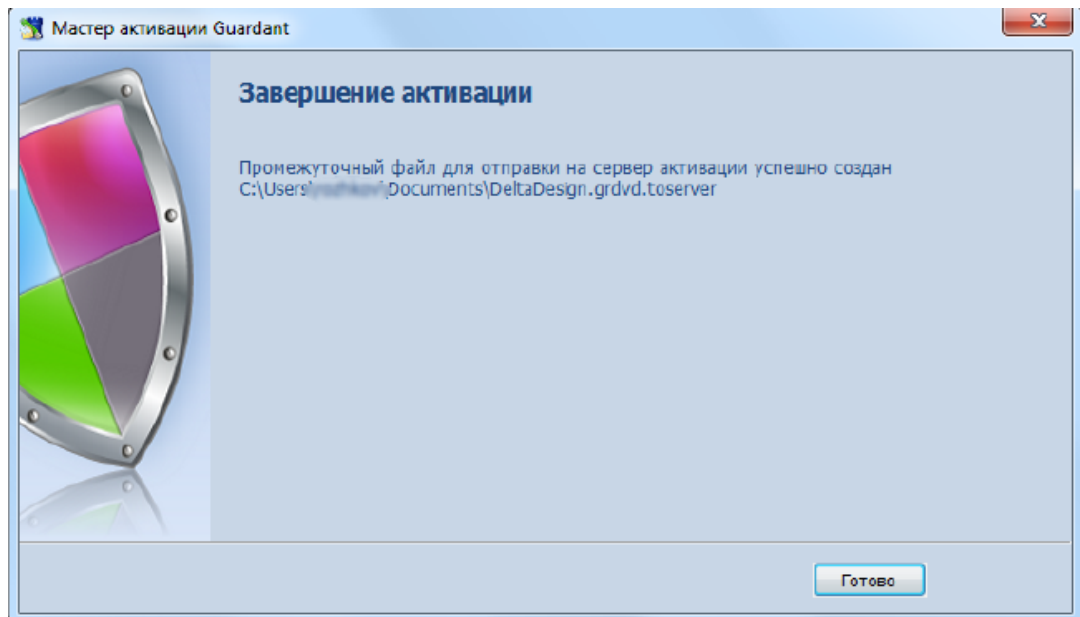 Мастер активации Guardant
Завершение активации
Промежуточный файл для отправки на сервер активации успешно создан
C:\Users\ \Documents\DeltaDesign.grdvd.toserver
Готово